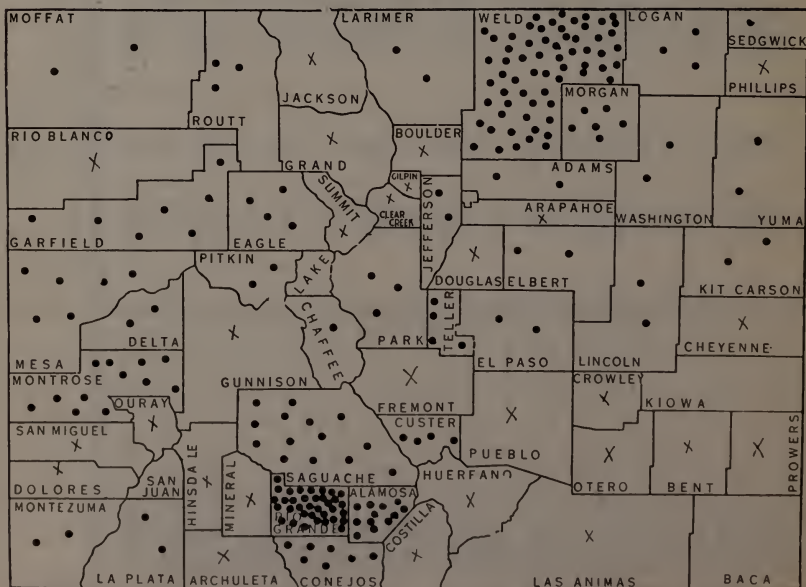 MOFFAT
LARIMER
WELD
LOGAN
SEDGWICK
PHILLIPS
JACKSON
MORGAN
ROUTT
RIO BLANCO
BOULDER
GRAND
GILPIN
ADAMS
SUMMIT
CLEAR
CREEK
JEFFERSON
ARAPAHOE
WASHINGTON
YUMA
GARFIELD
EAGLE
PITKIN
LAKE
DOUGLAS
ELBERT
KIT CARSON
CHAFFEE
TELLER
DELTA
PARK
MESA
EL PASO
LINCOLN
CHEYENNE
MONTROSE
GUNNISON
CROWLEY
OURAY
FREMONT
KIOWA
SAN MIGUEL
CUSTER
PUEBLO
PROWERS
HINSDALE
SAGUACHE
HUERFANO
OTERO
BENT
DOLORES
SAN
JUAN
MINERAL
ALAMOSA
MONTEZUMA
RIO
GRANDE
COSTILLA
LA PLATA
ARCHULETA
CONEJOS
LAS ANIMAS
BACA